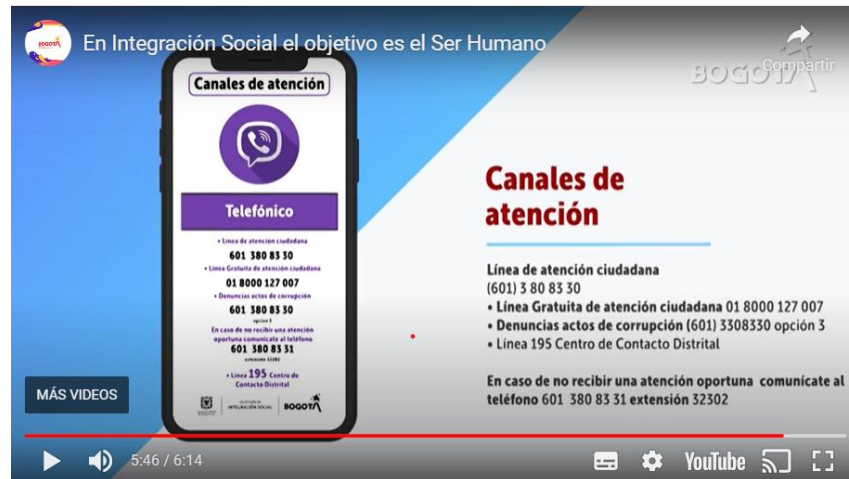 En Integración Social el objetivo es el Ser Humano
Compartir
BOGOTÁ
Canales de atención
Telefónico
• Línea de atención ciudadana
601 380 83 30
• Línea Gratuita de atención ciudadana
01 8000 127 007
• Denuncias actos de corrupción
601 380 83 30
opción 3
En caso de no recibir una atención
oportuna comunícate al teléfono
601 380 83 31
• Línea 195 Centro de
Contacto Distrital
INTEGRACIÓN SOCIAL
BOGOTÁ
Canales de
atención
Línea de atención ciudadana
(601) 3 80 83 30
• Línea Gratuita de atención ciudadana 01 8000 127 007
• Denuncias actos de corrupción (601) 3308330 opción 3
• Línea 195 Centro de Contacto Distrital
En caso de no recibir una atención oportuna comunícate al
teléfono 601 380 83 31 extensión 32302
MÁS VIDEOS
5:46 / 6:14
YouTube